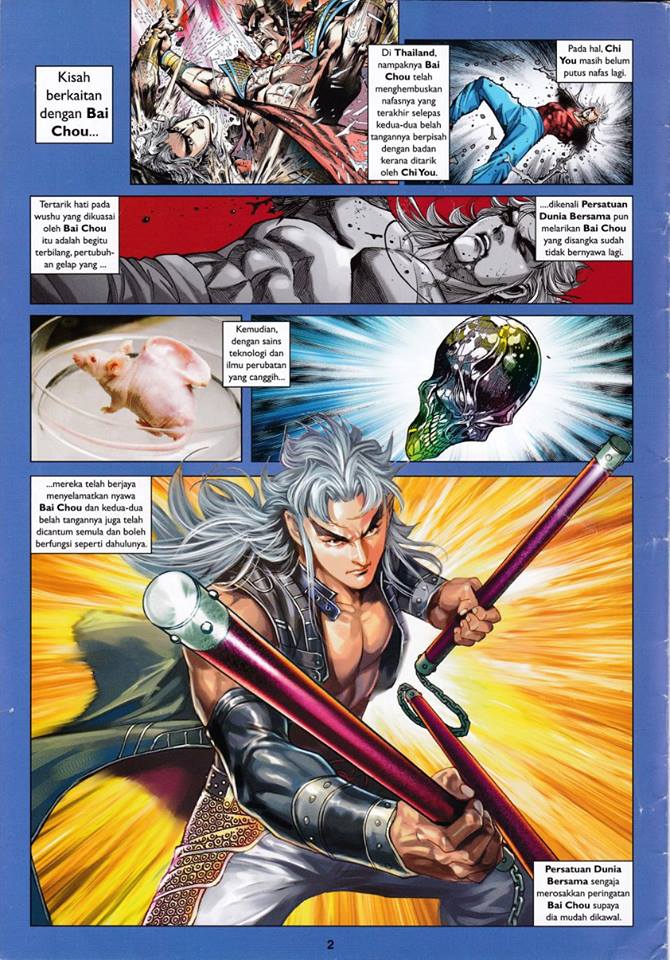 Kisah
berkaitan
dengan Bai
Chou...
Di Thailand,
nampaknya Bai
Chou telah
menghembuskan
nafasnya yang
terakhir selepas
kedua-dua belah
tangannya berpisah
dengan badan
kerana ditarik
oleh Chi You.
Pada hal, Chi
You masih belum
putus nafas lagi.
Tertarik hati pada
wushu yang dikuasai
oleh Bai Chou
itu adalah begitu
terbilang, pertubuh-
an gelap yang ...
....dikenali Persatuan
Dunia Bersama pun
melarikan Bai Chou
yang disangka sudah
tidak bernyawa lagi.
Kemudian,
dengan sains
teknologi dan
ilmu perubatan
yang canggih...
...mereka telah berjaya
menyelamatkan nyawa
Bai Chou dan kedua-dua
belah tangannya juga telah
dicantum semula dan boleh
berfungsi seperti dahulunya.
Persatuan Dunia
Bersama sengaja
merosakkan peringatan
Bai Chou supaya
dia mudah dikawal.
2